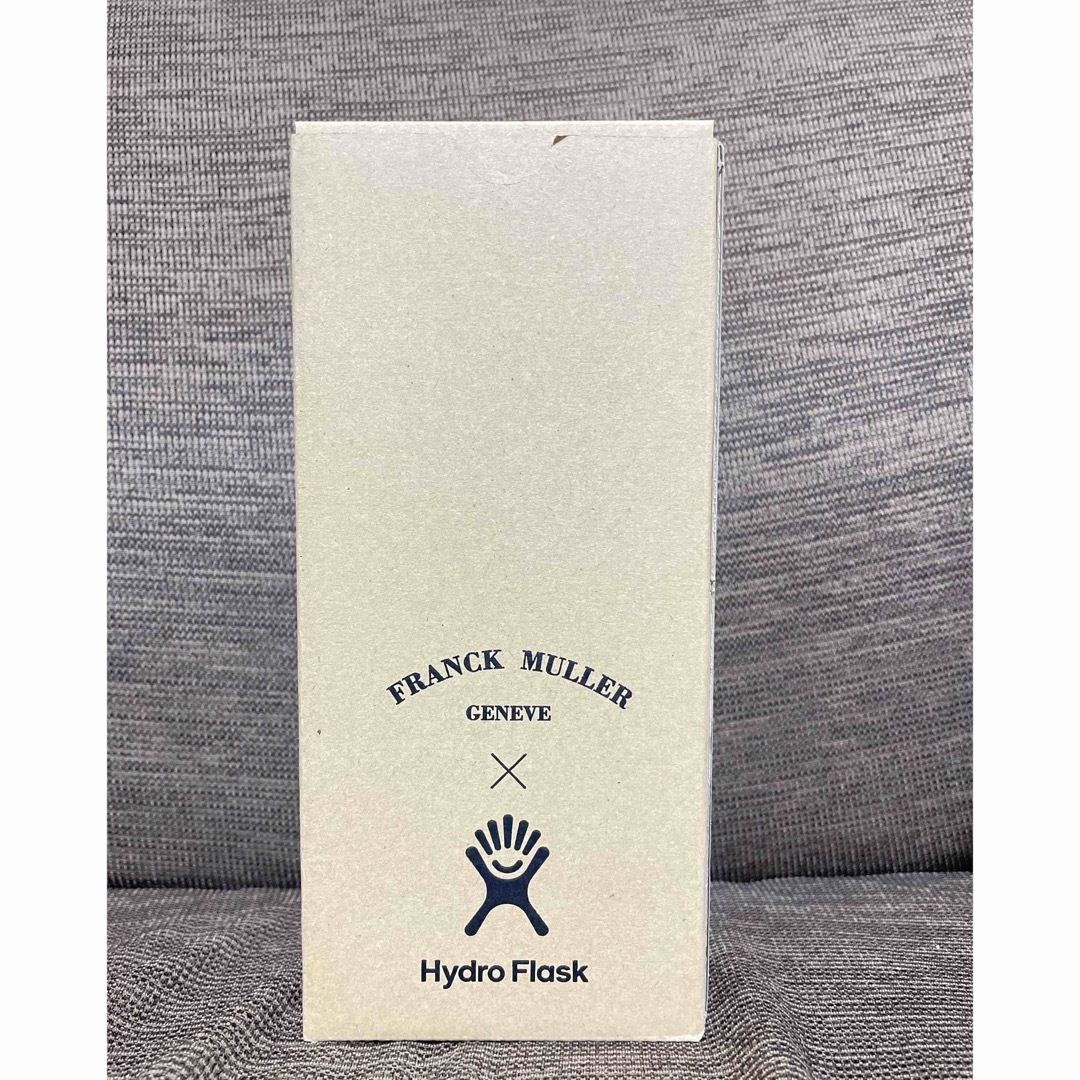 FRANCK MULLER
GENEVE
×
Hydro Flask